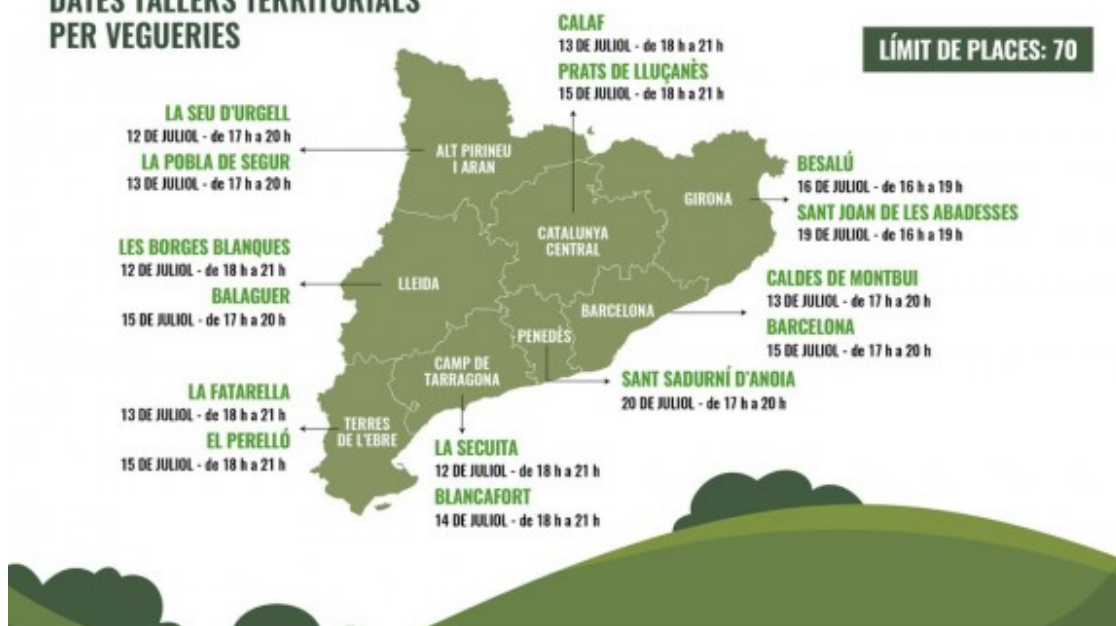 DATES TALLERS TERRITORIALS
PER VEGUERIES
LÍMIT DE PLACES: 70
CALAF
13 DE JULIOL - de 18 h a 21 h
PRATS DE LLUÇANÈS
15 DE JULIOL - de 18 h a 21 h
LA SEU D'URGELL
12 DE JULIOL - de 17 h a 20 h
LA POBLA DE SEGUR
13 DE JULIOL - de 17 h a 20 h
ALT PIRINEU
I ARAN
GIRONA
BESALÚ
16 DE JULIOL - de 16 h a 19 h
SANT JOAN DE LES ABADESSES
19 DE JULIOL - de 16 h a 19 h
CATALUNYA
CENTRAL
LES BORGES BLANQUES
12 DE JULIOL - de 18 h a 21 h
BALAGUER
15 DE JULIOL - de 17 h a 20 h
LLEIDA
BARCELONA
CALDES DE MONTBUI
13 DE JULIOL - de 17 h a 20 h
BARCELONA
15 DE JULIOL - de 17 h a 20 h
PENEDÈS
SANT SADURNÍ D'ANOIA
20 DE JULIOL - de 17 h a 20 h
CAMP DE
TARRAGONA
LA FATARELLA
13 DE JULIOL - de 18 h a 21 h
EL PERELLÓ
15 DE JULIOL - de 18 h a 21 h
TERRES
DE L'EBRE
LA SECUITA
12 DE JULIOL - de 18 h a 21 h
BLANCAFORT
14 DE JULIOL - de 18 h a 21 h